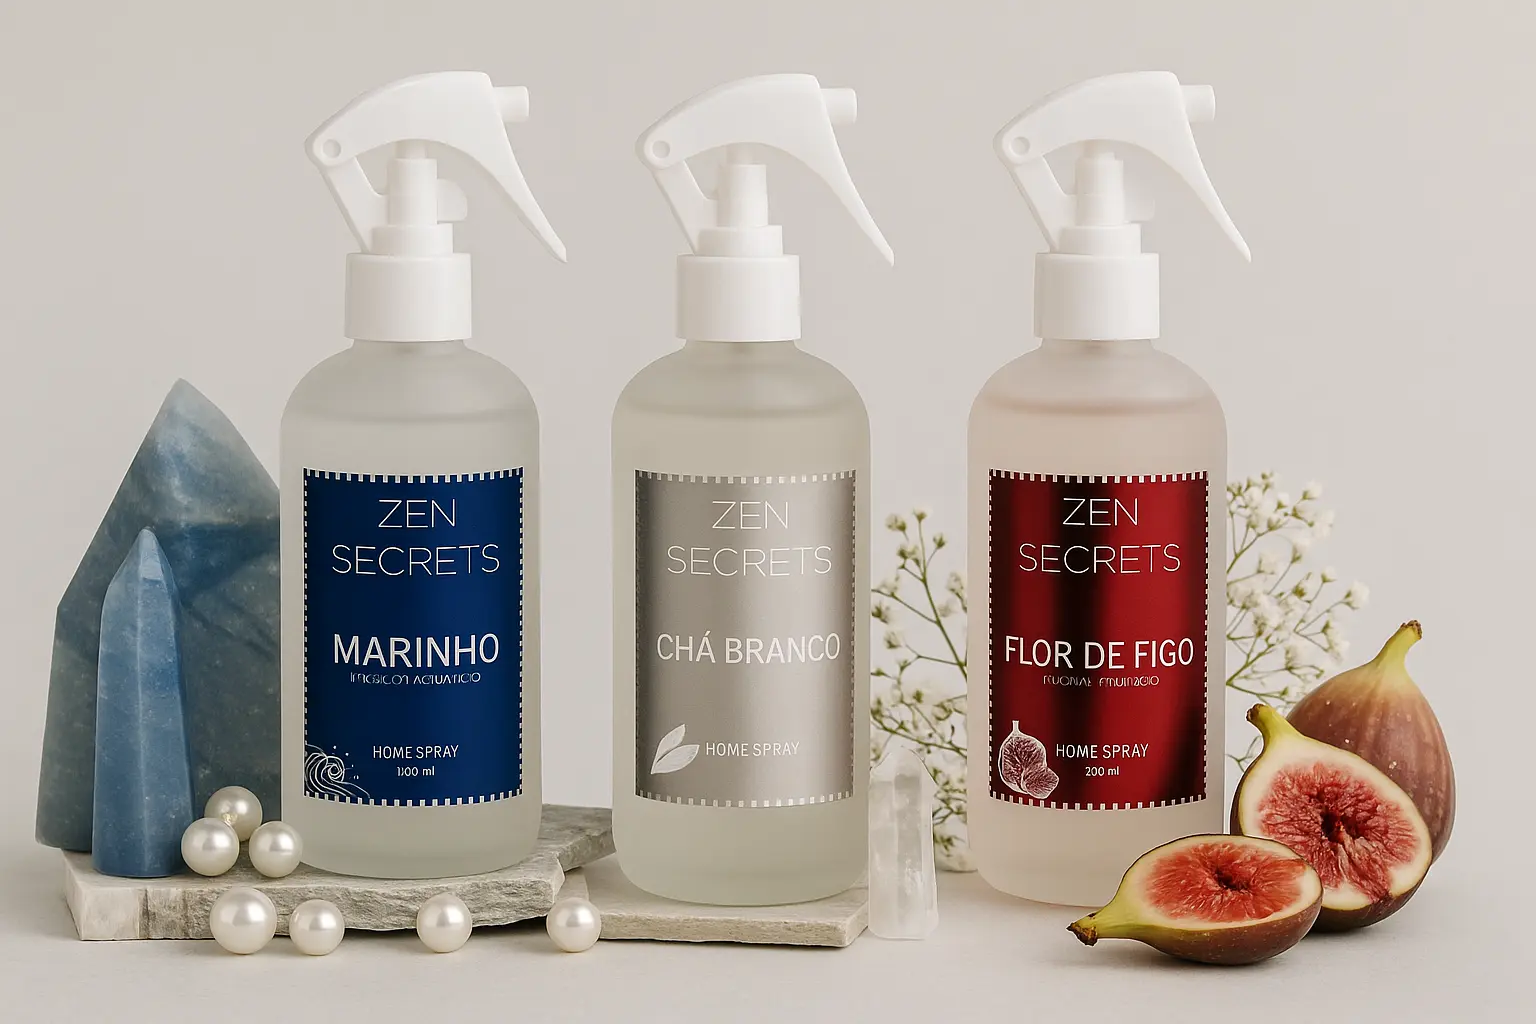 ZEN
SECRETS
MARINHO
HOME SPRAY
ZEN
SECRETS
CHÁ BRANCO
HOME SPRAY
ZEN
SECRETS
FLOR DE FIGO
HOME SPRAY
200 ml